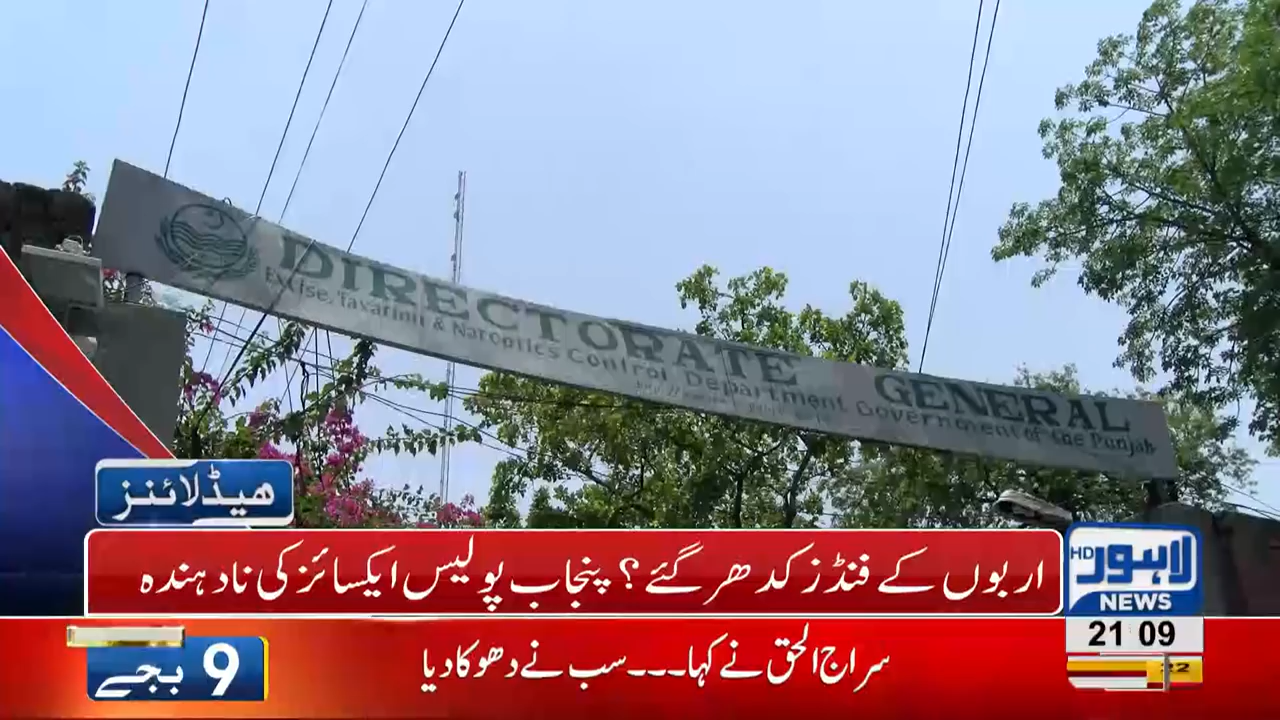 DIRECTORATE GENERAL
Excise, Taxation & Narcotics Control Department Government of the Punjab
ہیڈلائنز
اربوں کے فنڈز کدھر گئے؟ پنجاب پولیس ایکسائز کی نادہندہ
HD لاہور
NEWS
21 09
22
9 بجے
سراج الحق نے کہا۔۔۔سب نے دھوکا دیا